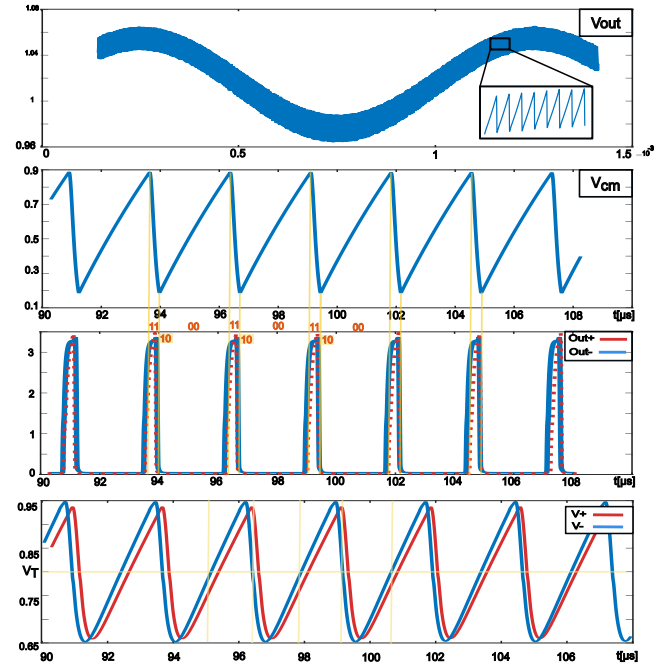 1.08
Vout
1.04
1
0.96
0 0.5 1 1.5
10⁻³
0.9
Vcm
0.7
0.5
0.3
0.1
90 92 94 96 98 100 102 104 106 108 t[µs]
11 00 11 00 11 00
10 10 10
3
Out+
Out-
2
1
0
90 92 94 96 98 100 102 104 106 108 t[µs]
0.95
V+
V-
0.85
VT
0.75
0.65
90 92 94 96 98 100 102 104 106 t[µs]